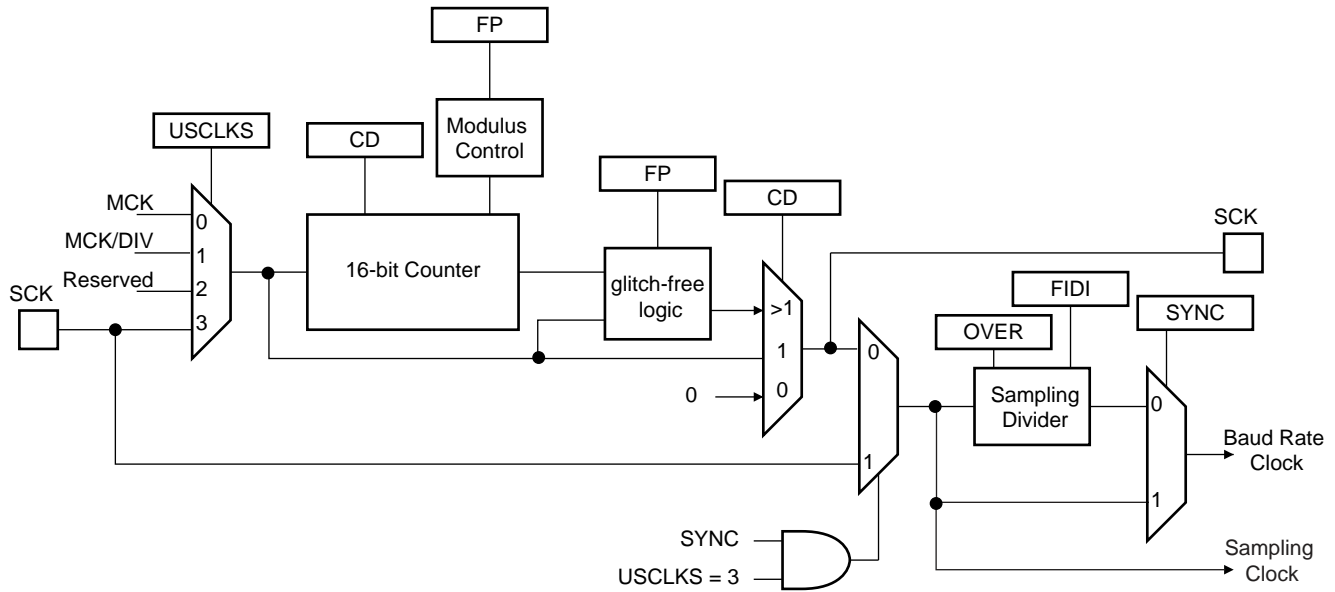 FP
USCLKS
CD
Modulus
Control
FP
CD
MCK
0
MCK/DIV
1
Reserved
2
SCK
3
16-bit Counter
glitch-free
logic
>1
1
0
0
SCK
FIDI
OVER
SYNC
0
1
Sampling
Divider
0
1
Baud Rate
Clock
SYNC
USCLKS = 3
Sampling
Clock